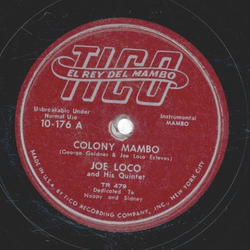 TICO
EL REY DEL MAMBO
Unbreakable Under
Normal Use
10-176 A
Instrumental
MAMBO
COLONY MAMBO
(George Goldner & Joe Loco Esteves)
JOE LOCO
and His Quintet
TR 479
Dedicated To
Nappy and Sidney
MADE IN U.S.A. BY TICO RECORDING COMPANY, INC., NEW YORK CITY